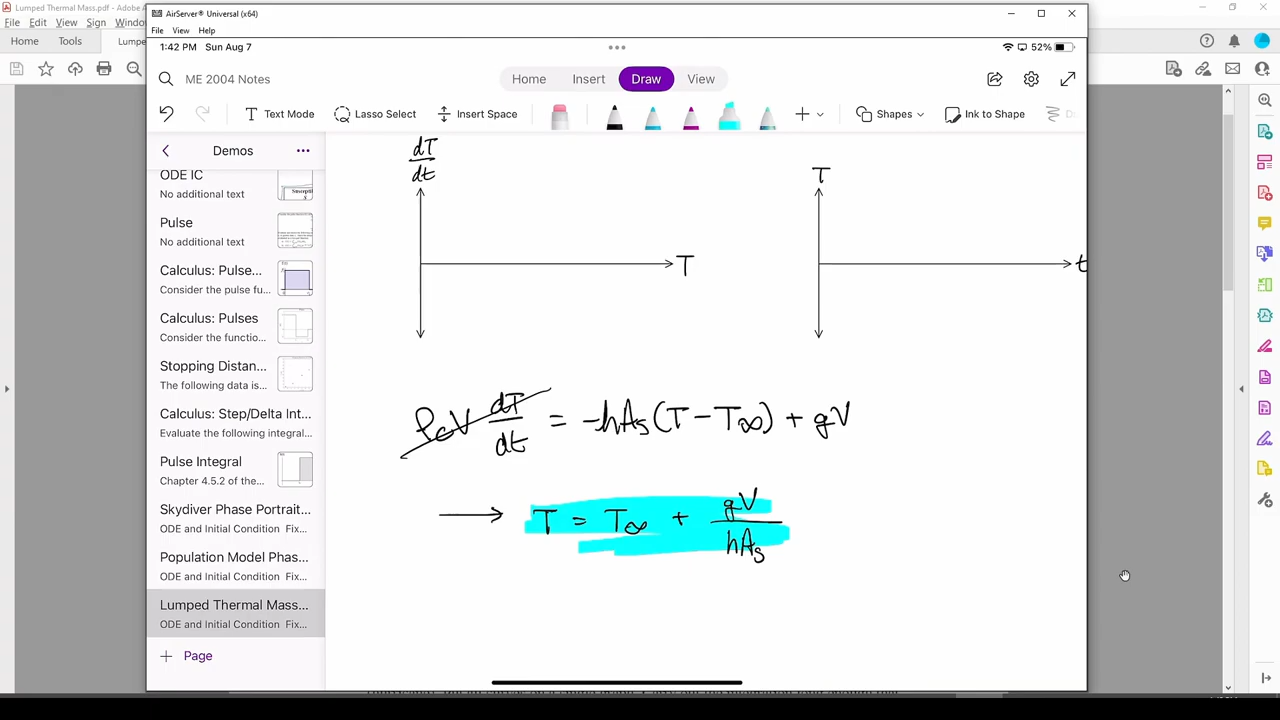 Lumped Thermal Mass.pdf - Adobe A
File Edit View Sign Window
Home Tools Lumpe
AirServer® Universal (x64)
File View Help
1:42 PM Sun Aug 7
52%
ME 2004 Notes
Home Insert Draw View
Text Mode Lasso Select Insert Space Shapes Ink to Shape
Demos
ODE IC
No additional text
Pulse
No additional text
Calculus: Pulse...
Consider the pulse fu...
Calculus: Pulses
Consider the functio...
Stopping Distan...
The following data is...
Calculus: Step/Delta Int...
Evaluate the following integral...
Pulse Integral
Chapter 4.5.2 of the...
Skydiver Phase Portrait...
ODE and Initial Condition Fix...
Population Model Phas...
ODE and Initial Condition Fix...
Lumped Thermal Mass...
ODE and Initial Condition Fix...
Page
dT/dt
T
T
t
ρcV dT/dt = -hAs(T - T∞) + gV
→ T = T∞ + gV/hAs